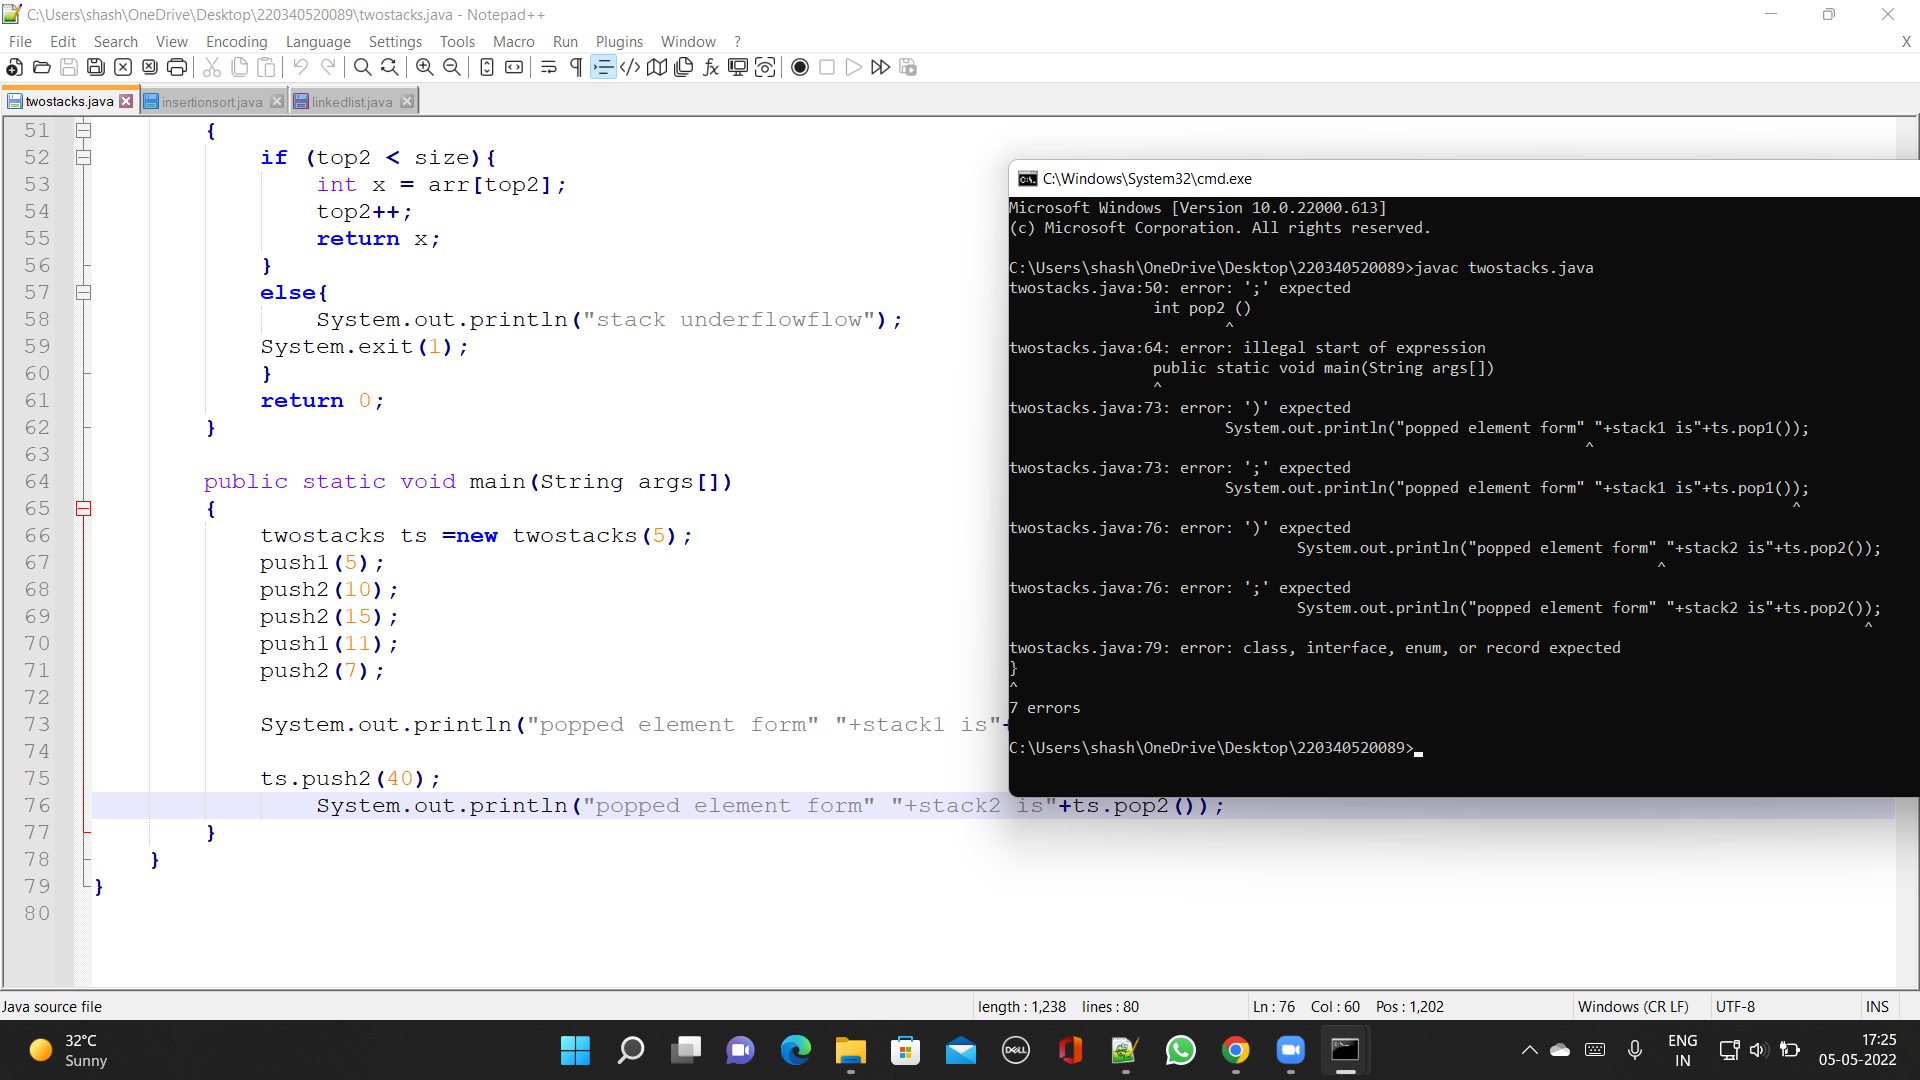 C:\Users\shash\OneDrive\Desktop\220340520089\twostacks.java - Notepad++
File Edit Search View Encoding Language Settings Tools Macro Run Plugins Window ? X
twostacks.java insertionsort.java linkedlist.java
51 {
52 if (top2 < size){
53 int x = arr[top2];
54 top2++;
55 return x;
56 }
57 else{
58 System.out.println("stack underflowflow");
59 System.exit(1);
60 }
61 return 0;
62 }
63
64 public static void main(String args[])
65 {
66 twostacks ts =new twostacks(5);
67 push1(5);
68 push2(10);
69 push2(15);
70 push1(11);
71 push2(7);
72
73 System.out.println("popped element form" "+stack1 is"+
74
75 ts.push2(40);
76 System.out.println("popped element form" "+stack2 is"+ts.pop2());
77 }
78 }
79 }
80
C:\Windows\System32\cmd.exe
Microsoft Windows [Version 10.0.22000.613]
(c) Microsoft Corporation. All rights reserved.
C:\Users\shash\OneDrive\Desktop\220340520089>javac twostacks.java
twostacks.java:50: error: ';' expected
int pop2 ()
^
twostacks.java:64: error: illegal start of expression
public static void main(String args[])
^
twostacks.java:73: error: ')' expected
System.out.println("popped element form" "+stack1 is"+ts.pop1());
^
twostacks.java:73: error: ';' expected
System.out.println("popped element form" "+stack1 is"+ts.pop1());
^
twostacks.java:76: error: ')' expected
System.out.println("popped element form" "+stack2 is"+ts.pop2());
^
twostacks.java:76: error: ';' expected
System.out.println("popped element form" "+stack2 is"+ts.pop2());
^
twostacks.java:79: error: class, interface, enum, or record expected
}
^
7 errors
C:\Users\shash\OneDrive\Desktop\220340520089>
Java source file length : 1,238 lines : 80 Ln : 76 Col : 60 Pos : 1,202 Windows (CR LF) UTF-8 INS
32°C
Sunny
DELL
ENG
IN
17:25
05-05-2022